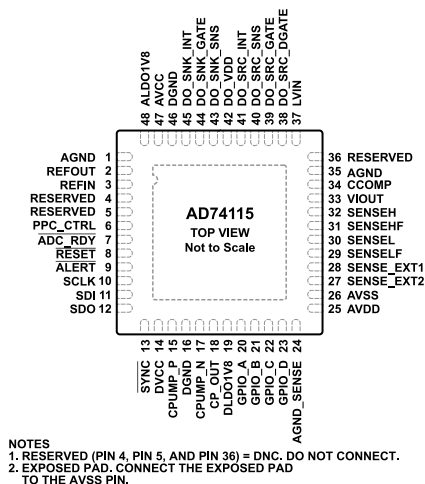 48 ALDO1V8
47 AVCC
46 DGND
45 DO_SNK_INT
44 DO_SNK_GATE
43 DO_SNK_SNS
42 DO_VDD
41 DO_SRC_INT
40 DO_SRC_SNS
39 DO_SRC_GATE
38 DO_SRC_DGATE
37 LVIN
AGND 1
REFOUT 2
REFIN 3
RESERVED 4
RESERVED 5
PPC_CTRL 6
ADC_RDY 7
RESET 8
ALERT 9
SCLK 10
SDI 11
SDO 12
AD74115
TOP VIEW
Not to Scale
36 RESERVED
35 AGND
34 CCOMP
33 VIOUT
32 SENSEH
31 SENSEHF
30 SENSEL
29 SENSELF
28 SENSE_EXT1
27 SENSE_EXT2
26 AVSS
25 AVDD
SYNC 13
DVCC 14
CPUMP_P 15
DGND 16
CPUMP_N 17
CP_OUT 18
DLDO1V8 19
GPIO_A 20
GPIO_B 21
GPIO_C 22
GPIO_D 23
AGND_SENSE 24
NOTES
1. RESERVED (PIN 4, PIN 5, AND PIN 36) = DNC. DO NOT CONNECT.
2. EXPOSED PAD. CONNECT THE EXPOSED PAD
TO THE AVSS PIN.